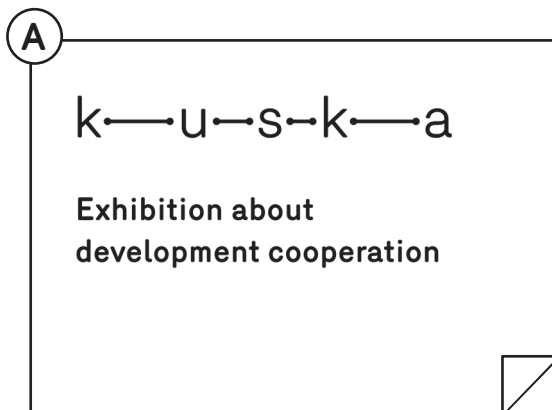 A
k u s k a
Exhibition about
development cooperation